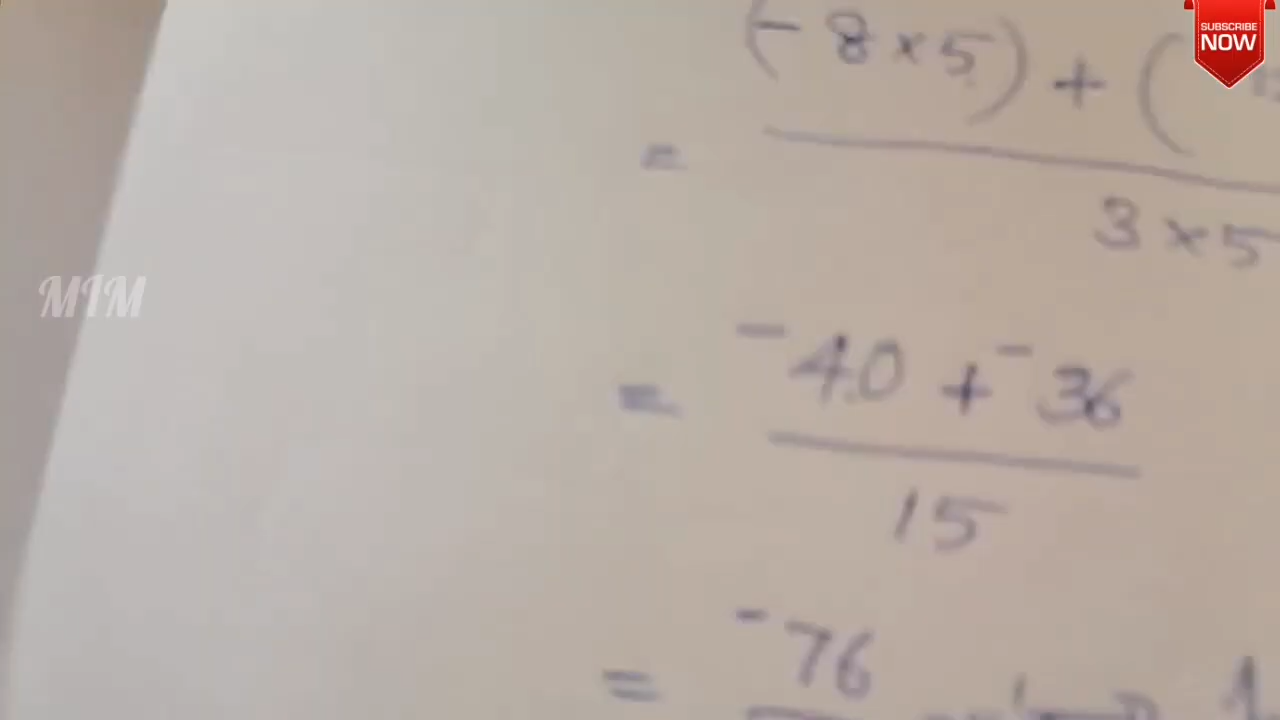 SUBSCRIBE
NOW
(- 8 × 5) + (
=
3 × 5
MIM
= -40 + -36
15
= -76